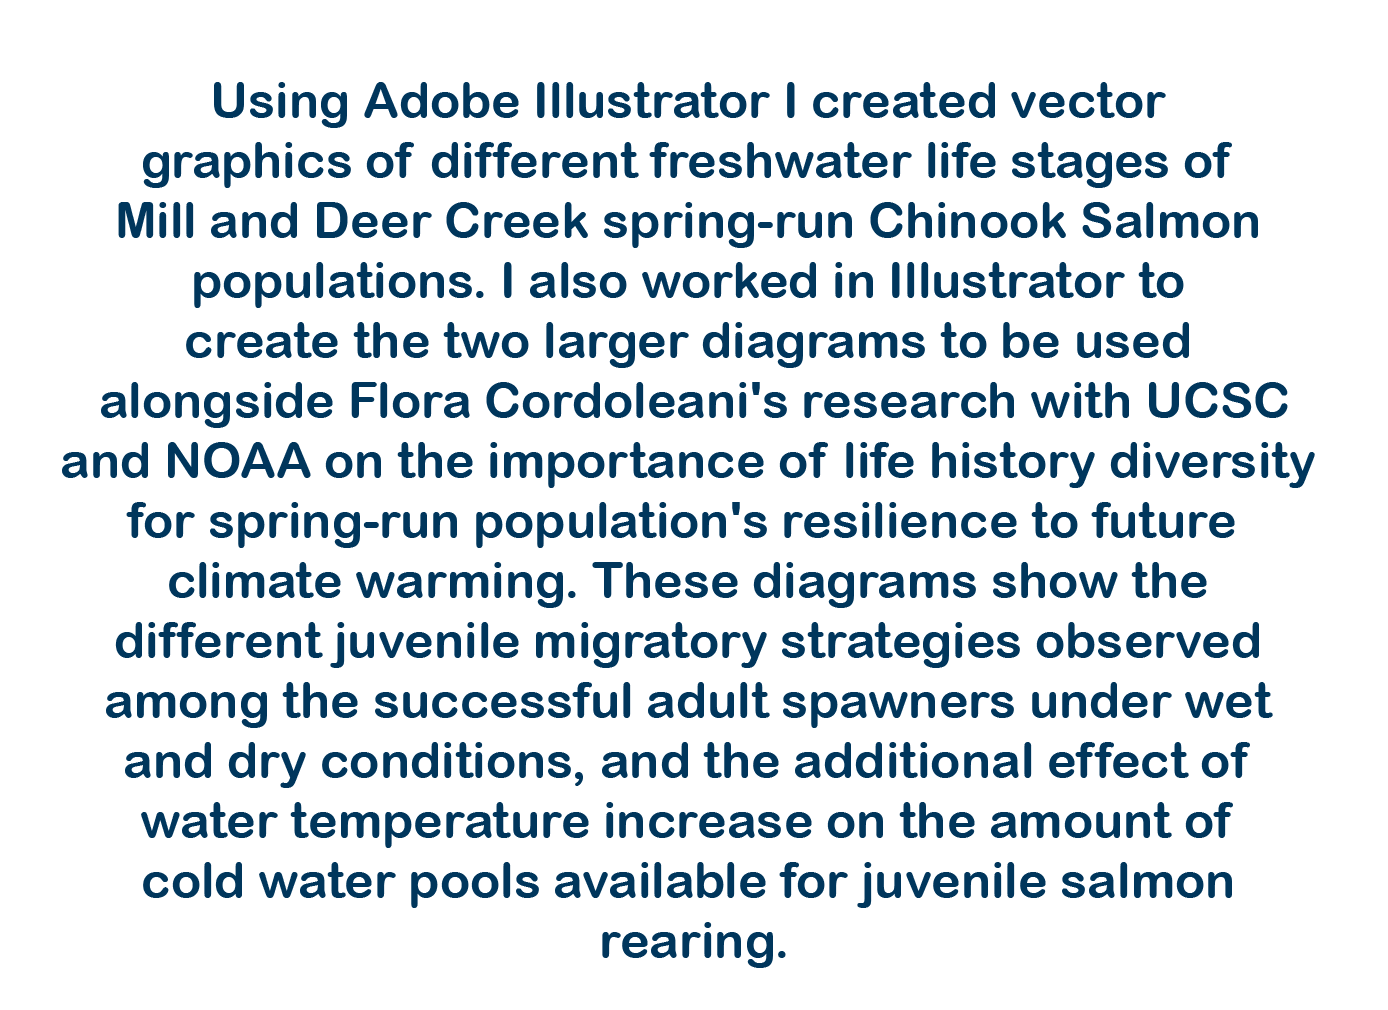 Using Adobe Illustrator I created vector
graphics of different freshwater life stages of
Mill and Deer Creek spring-run Chinook Salmon
populations. I also worked in Illustrator to
create the two larger diagrams to be used
alongside Flora Cordoleani's research with UCSC
and NOAA on the importance of life history diversity
for spring-run population's resilience to future
climate warming. These diagrams show the
different juvenile migratory strategies observed
among the successful adult spawners under wet
and dry conditions, and the additional effect of
water temperature increase on the amount of
cold water pools available for juvenile salmon
rearing.